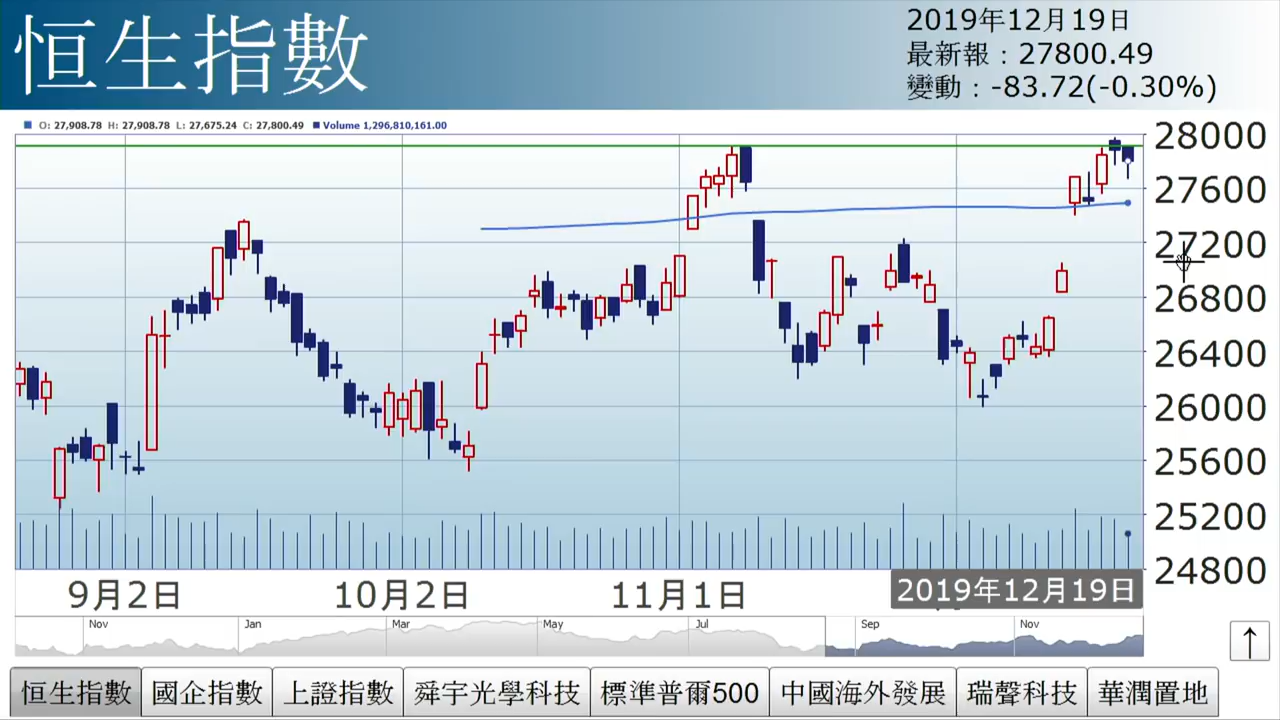 恒生指數
2019年12月19日
最新報：27800.49
變動：-83.72(-0.30%)
O: 27,908.78 H: 27,908.78 L: 27,675.24 C: 27,800.49 Volume 1,296,810,161.00
28000
27600
27200
26800
26400
26000
25600
25200
24800
9月2日 10月2日 11月1日 2019年12月19日
Nov Jan Mar May Jul Sep Nov
↑
恒生指數 國企指數 上證指數 舜宇光學科技 標準普爾500 中國海外發展 瑞聲科技 華潤置地